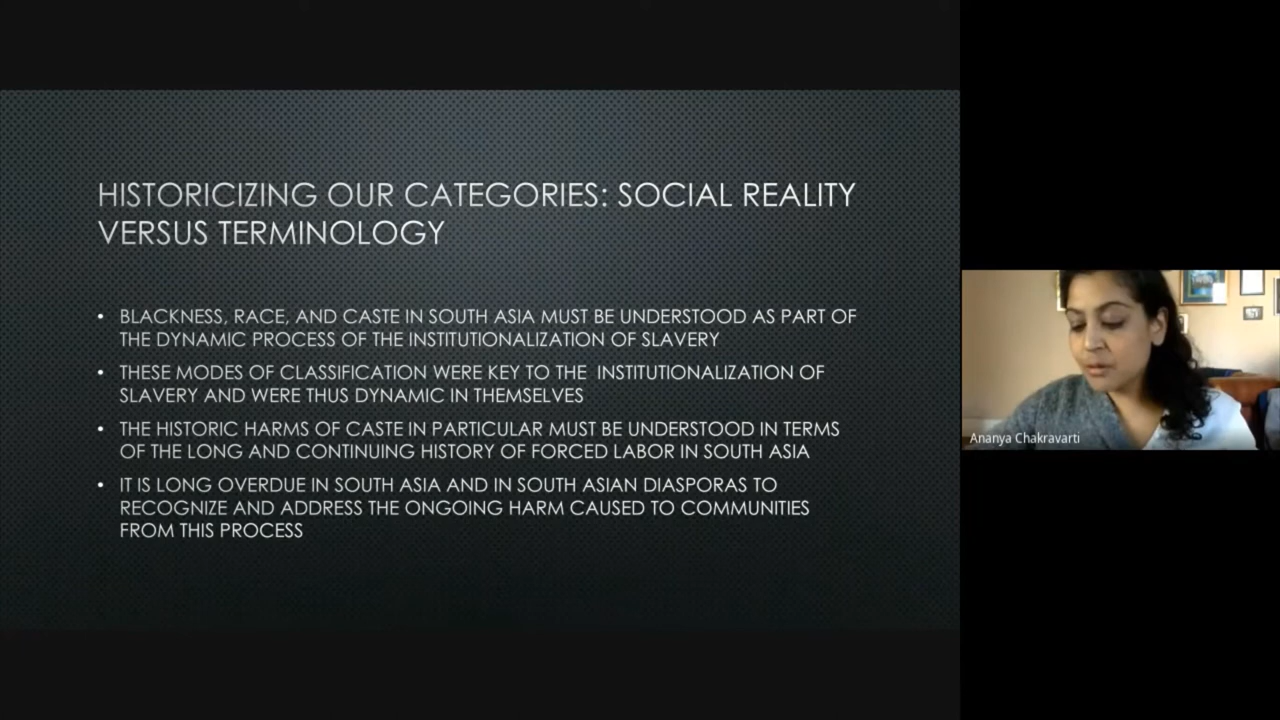 HISTORICIZING OUR CATEGORIES: SOCIAL REALITY
VERSUS TERMINOLOGY
• BLACKNESS, RACE, AND CASTE IN SOUTH ASIA MUST BE UNDERSTOOD AS PART OF
THE DYNAMIC PROCESS OF THE INSTITUTIONALIZATION OF SLAVERY
• THESE MODES OF CLASSIFICATION WERE KEY TO THE INSTITUTIONALIZATION OF
SLAVERY AND WERE THUS DYNAMIC IN THEMSELVES
• THE HISTORIC HARMS OF CASTE IN PARTICULAR MUST BE UNDERSTOOD IN TERMS
OF THE LONG AND CONTINUING HISTORY OF FORCED LABOR IN SOUTH ASIA
• IT IS LONG OVERDUE IN SOUTH ASIA AND IN SOUTH ASIAN DIASPORAS TO
RECOGNIZE AND ADDRESS THE ONGOING HARM CAUSED TO COMMUNITIES
FROM THIS PROCESS
Ananya Chakravarti